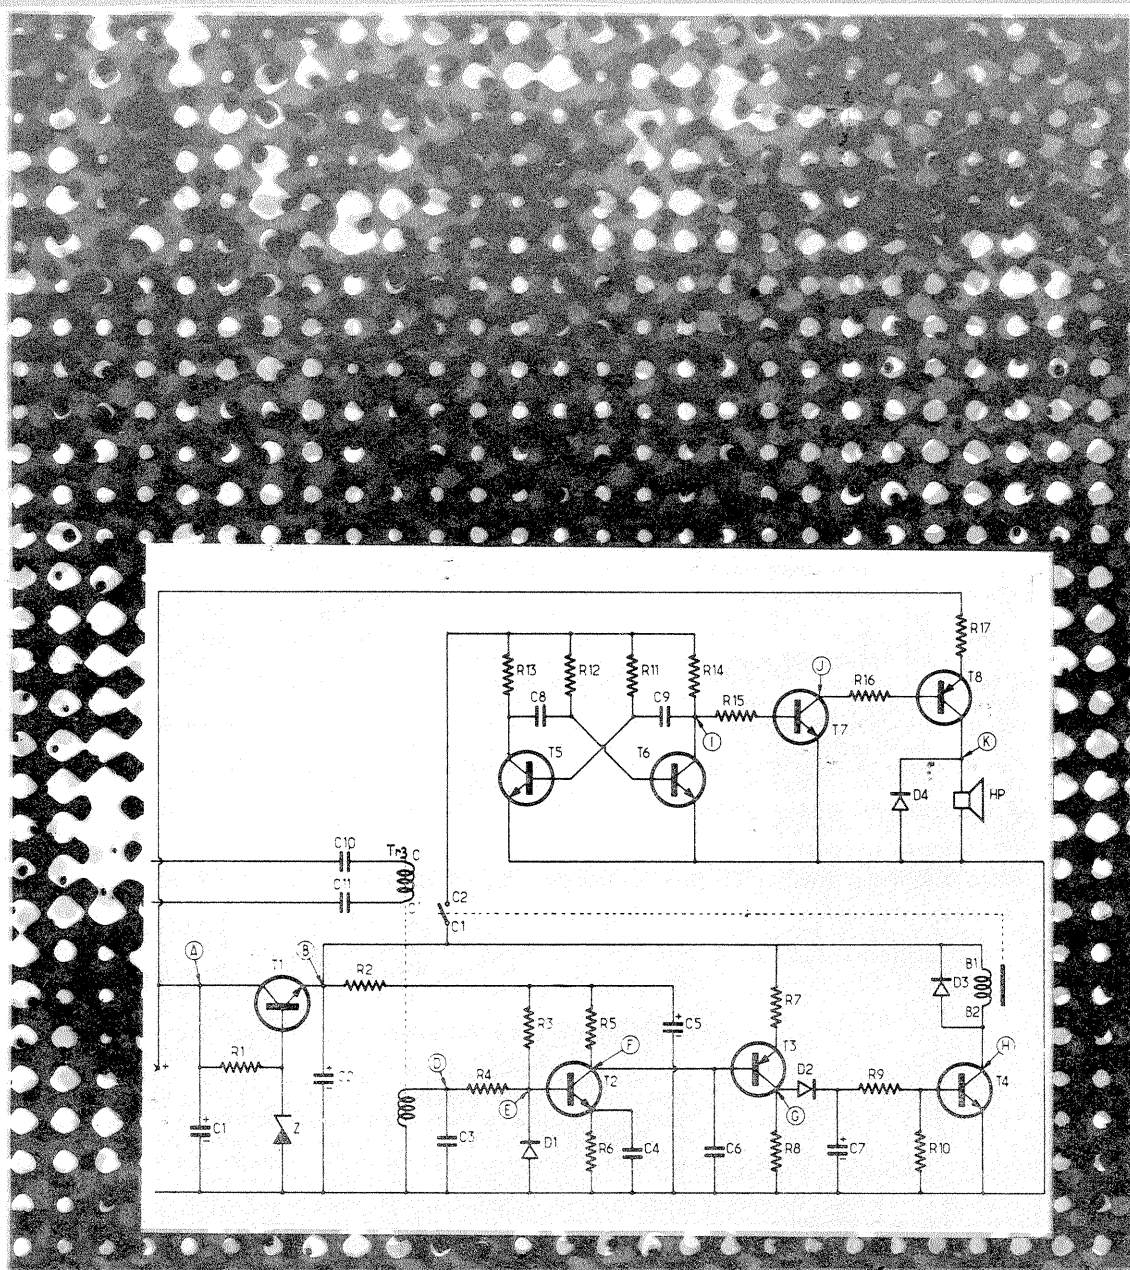 R17
R13
R12
R11
R14
J
T8
R16
C8
C9
R15
I
T7
K
T5
T6
D4
HP
C10
Tr3
C
C11
C'
C2
C1
A
T1
B
R2
B1
D3
R7
B2
R3
R5
C5
F
H
R1
+
+
D
R4
T3
D2
T2
R9
T4
E
G
+
C1
-
Z
-
C3
D1
R6
C4
C6
R8
+
C7
-
R10